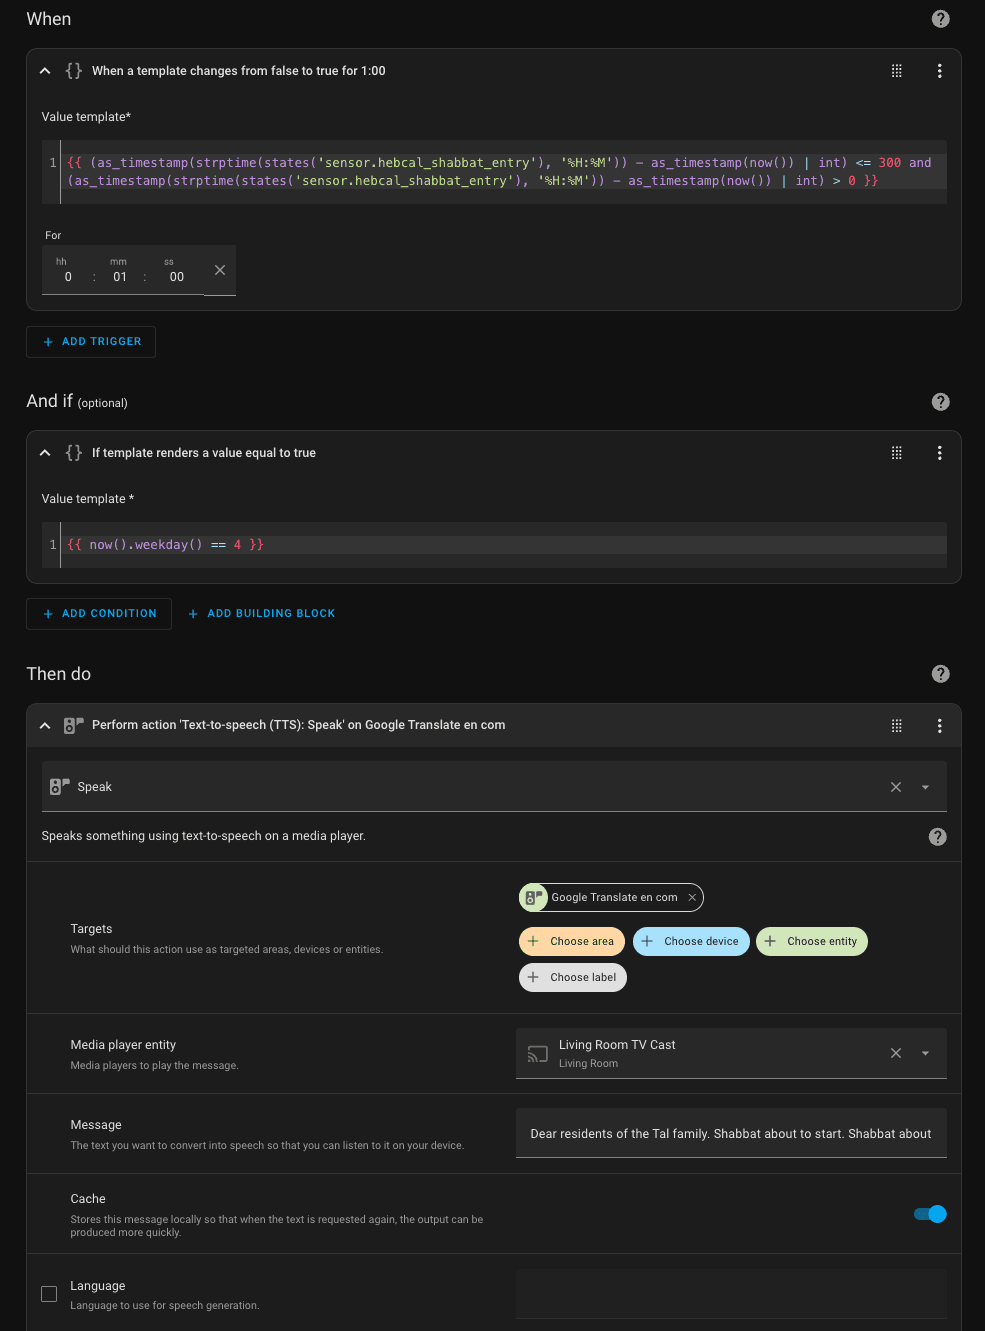 When
When a template changes from false to true for 1:00
Value template*
1
{{ (as_timestamp(strptime(states('sensor.hebcal_shabbat_entry'), '%H:%M')) - as_timestamp(now()) | int) <= 300 and
(as_timestamp(strptime(states('sensor.hebcal_shabbat_entry'), '%H:%M')) - as_timestamp(now()) | int) > 0 }}
For
hh mm ss
0 : 01 : 00
ADD TRIGGER
And if (optional)
If template renders a value equal to true
Value template *
1 {{ now().weekday() == 4 }}
ADD CONDITION
ADD BUILDING BLOCK
Then do
Perform action 'Text-to-speech (TTS): Speak' on Google Translate en com
Speak
Speaks something using text-to-speech on a media player.
Targets
What should this action use as targeted areas, devices or entities.
Google Translate en com
Choose area
Choose device
Choose entity
Choose label
Media player entity
Media players to play the message.
Living Room TV Cast
Living Room
Message
The text you want to convert into speech so that you can listen to it on your device.
Dear residents of the Tal family. Shabbat about to start. Shabbat about
Cache
Stores this message locally so that when the text is requested again, the output can be
produced more quickly.
Language
Language to use for speech generation.